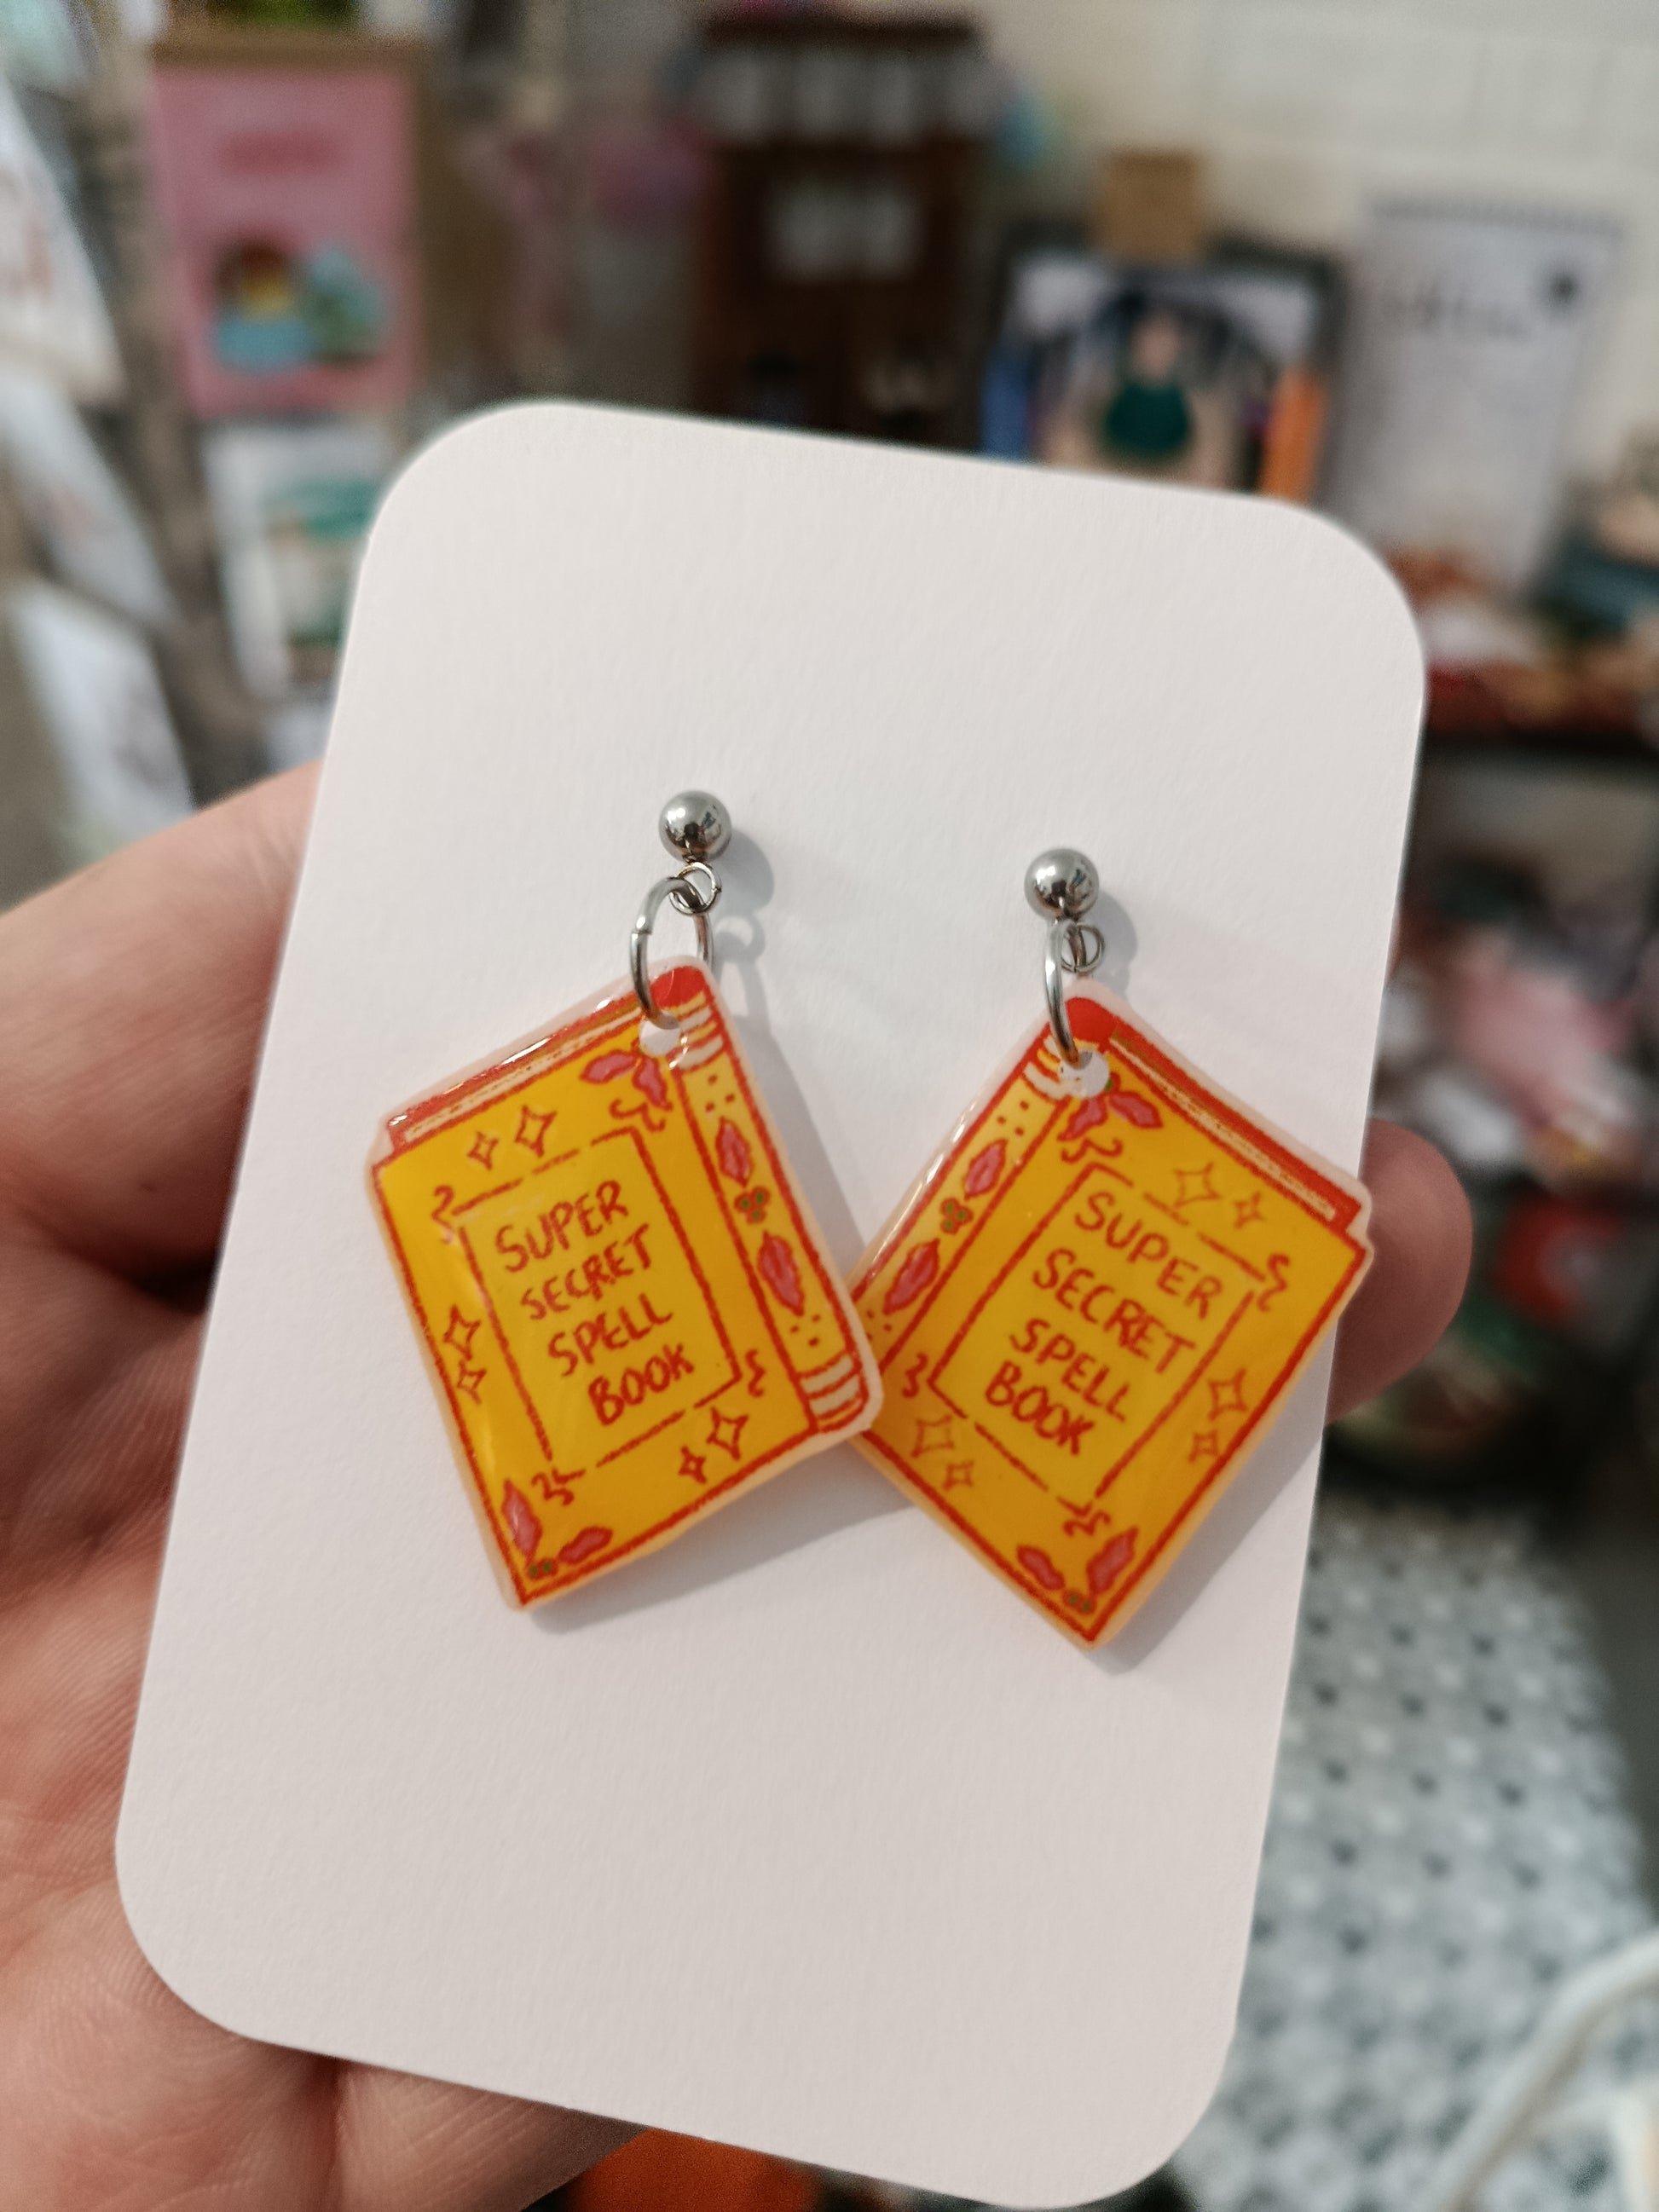 SUPER
SECRET
SPELL
BOOK
SUPER
SECRET
SPELL
BOOK